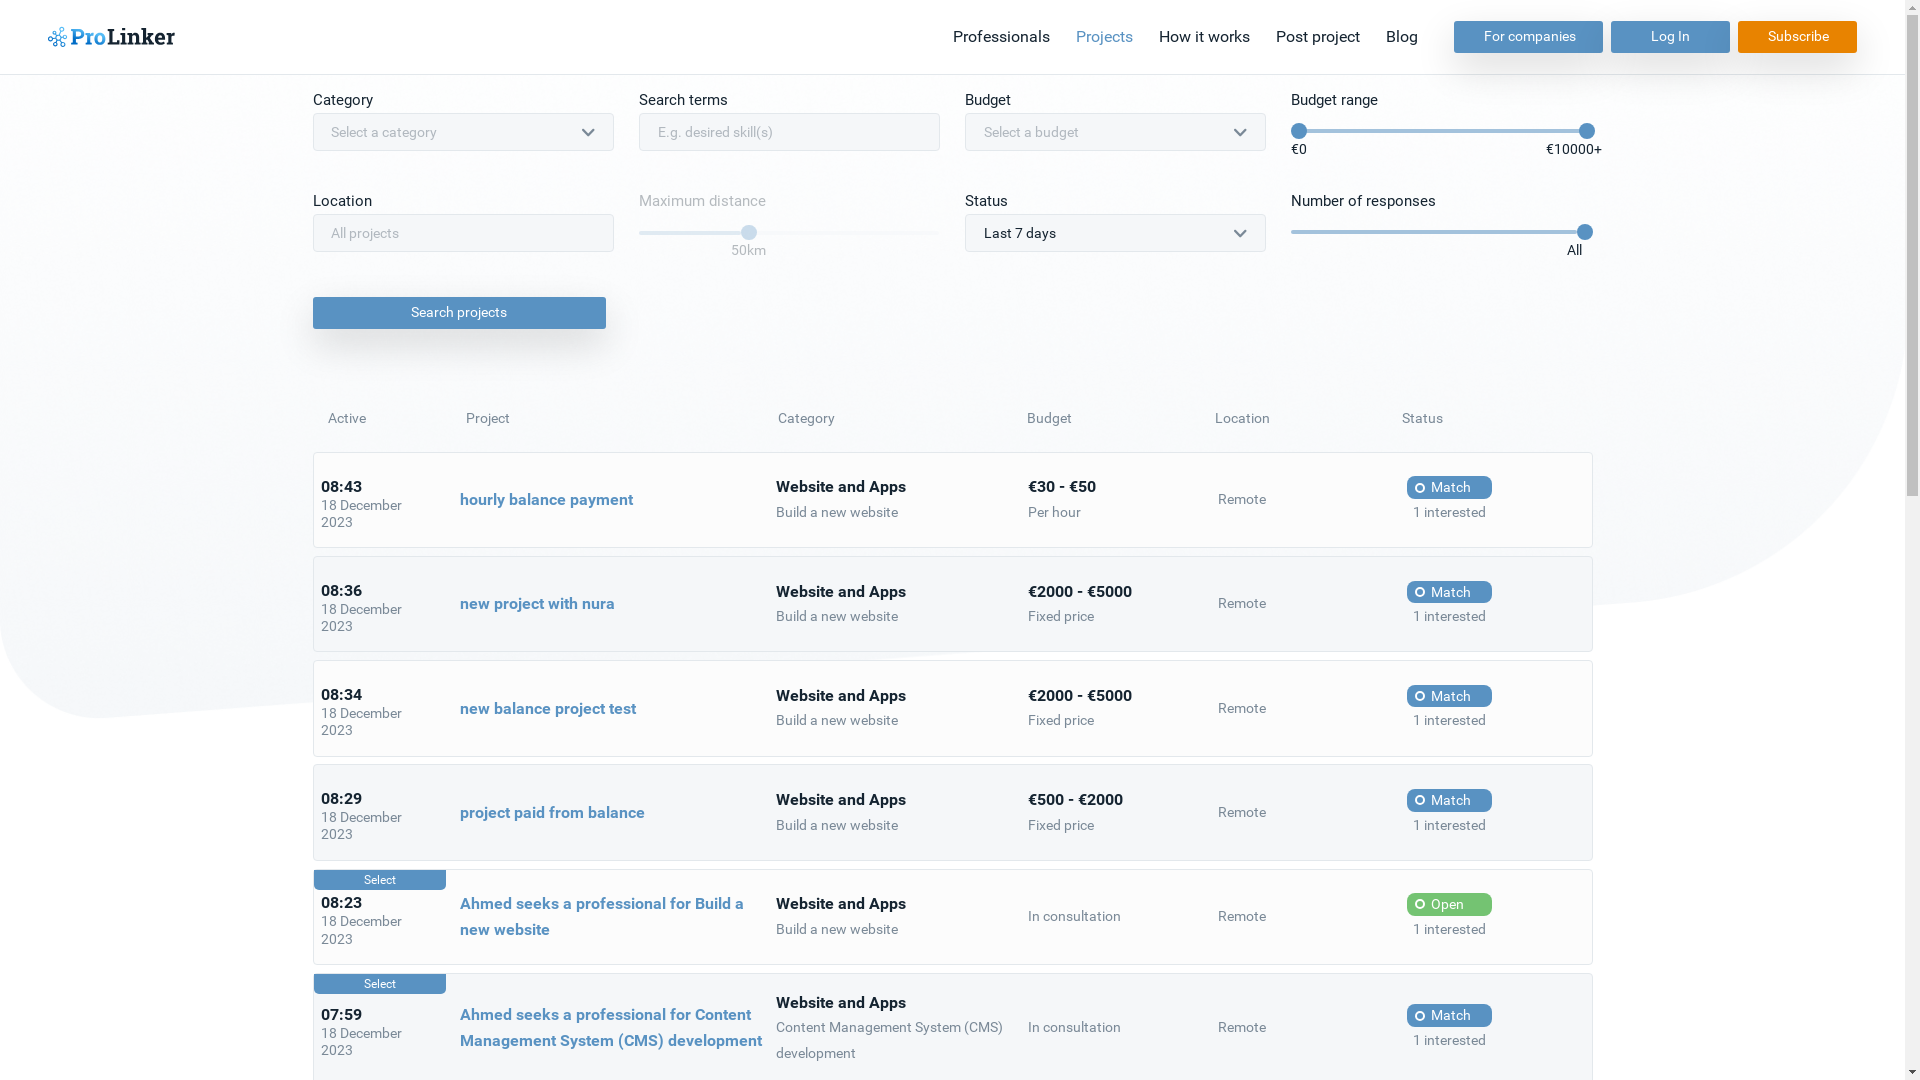 ProLinker
Professionals
Projects
How it works
Post project
Blog
For companies
Log In
Subscribe
Category
Search terms
Budget
Budget range
Select a category
E.g. desired skill(s)
Select a budget
€0
€10000+
Location
Maximum distance
Status
Number of responses
All projects
50km
Last 7 days
All
Search projects
Active
Project
Category
Budget
Location
Status
08:43
18 December
2023
hourly balance payment
Website and Apps
Build a new website
€30 - €50
Per hour
Remote
Match
1 interested
08:36
18 December
2023
new project with nura
Website and Apps
Build a new website
€2000 - €5000
Fixed price
Remote
Match
1 interested
08:34
18 December
2023
new balance project test
Website and Apps
Build a new website
€2000 - €5000
Fixed price
Remote
Match
1 interested
08:29
18 December
2023
project paid from balance
Website and Apps
Build a new website
€500 - €2000
Fixed price
Remote
Match
1 interested
Select
08:23
18 December
2023
Ahmed seeks a professional for Build a
new website
Website and Apps
Build a new website
In consultation
Remote
Open
1 interested
Select
07:59
18 December
2023
Ahmed seeks a professional for Content
Management System (CMS) development
Website and Apps
Content Management System (CMS)
development
In consultation
Remote
Match
1 interested